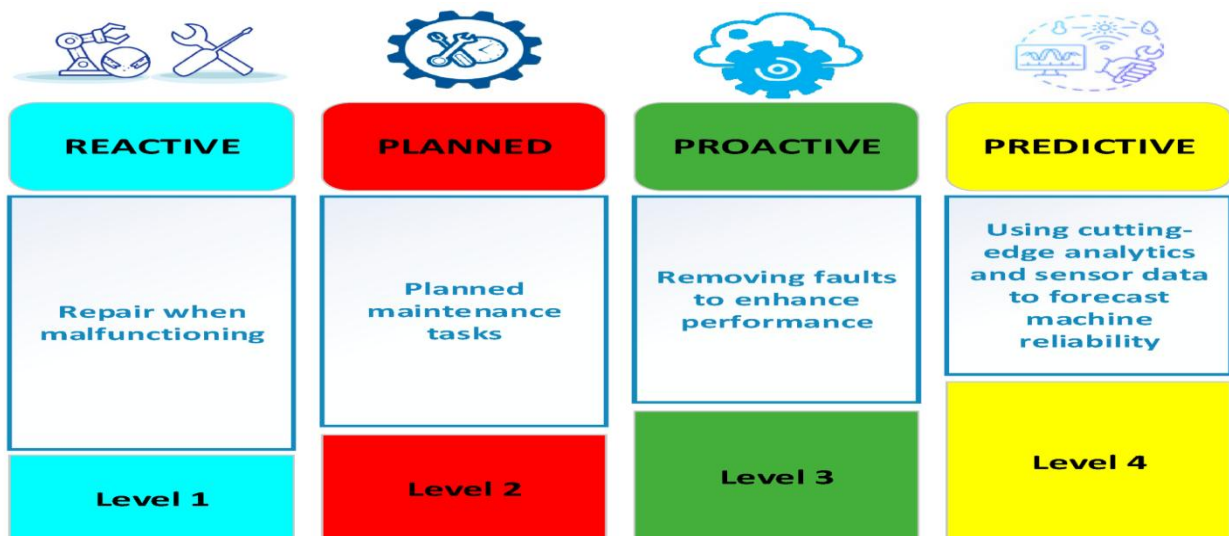 REACTIVE
PLANNED
PROACTIVE
PREDICTIVE
Repair when
malfunctioning
Planned
maintenance
tasks
Removing faults
to enhance
performance
Using cutting-
edge analytics
and sensor data
to forecast
machine
reliability
Level 1
Level 2
Level 3
Level 4